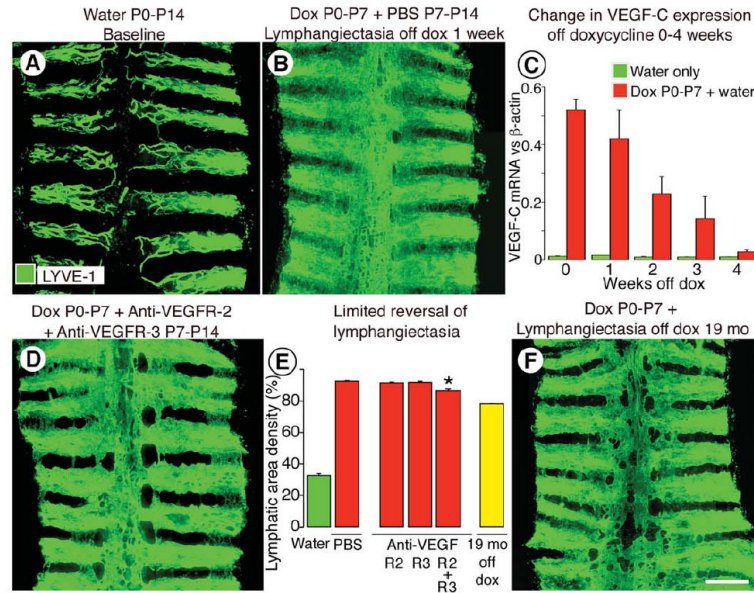 Water P0-P14
Baseline
Dox P0-P7 + PBS P7-P14
Lymphangiectasia off dox 1 week
Change in VEGF-C expression
off doxycycline 0-4 weeks
A
B
C
Water only
Dox P0-P7 + water
VEGF-C mRNA vs β-actin
0.6
0.4
0.2
0
0 1 2 3 4
Weeks off dox
LYVE-1
Dox P0-P7 + Anti-VEGFR-2
+ Anti-VEGFR-3 P7-P14
Limited reversal of
lymphangiectasia
Dox P0-P7 +
Lymphangiectasia off dox 19 mo
D
E
F
Lymphatic area density (%)
100
80
60
40
20
0
*
Water PBS Anti-VEGF 19 mo
R2 R3 R2 off
+ dox
R3